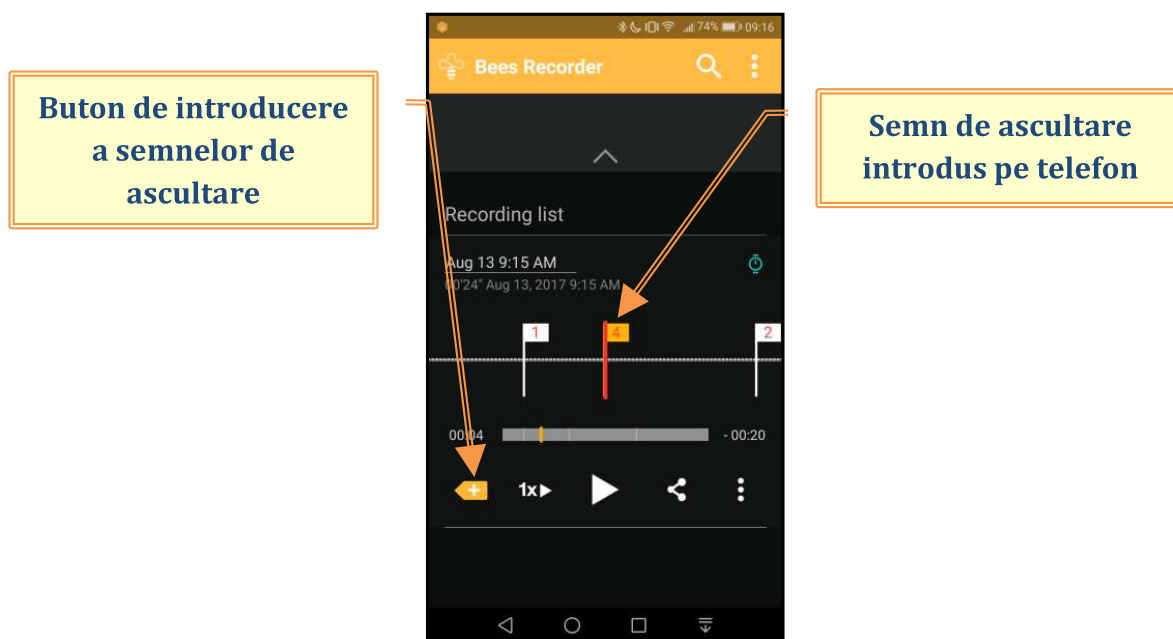 Buton de introducere
a semnelor de
ascultare
74% 09:16
Bees Recorder
Semn de ascultare
introdus pe telefon
Recording list
Aug 13 9:15 AM
00'24" Aug 13, 2017 9:15 AM
1 4 2
00:04 - 00:20
1x